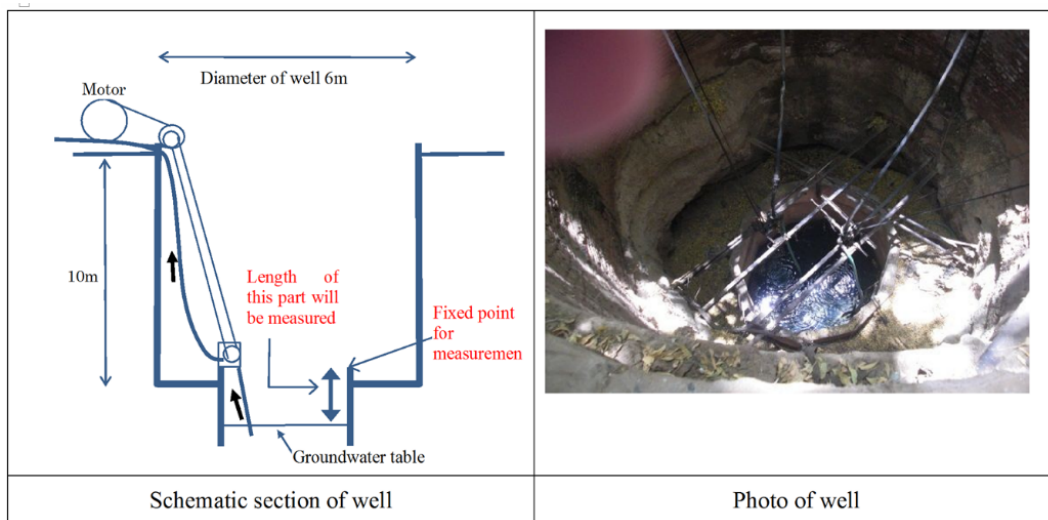 Diameter of well 6m
Motor
10m
Length of
this part will
be measured
Fixed point
for
measuremen
Groundwater table
Schematic section of well
Photo of well